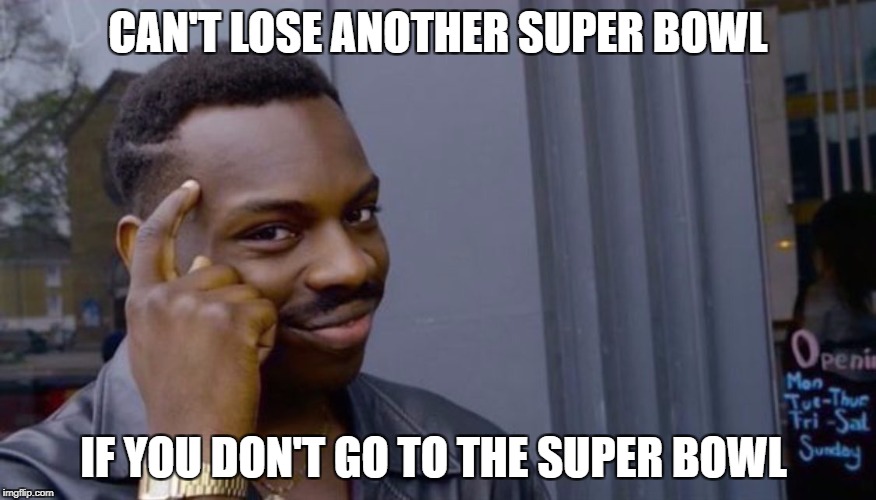 CAN'T LOSE ANOTHER SUPER BOWL
Openin
Mon
Tue-Thur
Fri-Sat
Sunday
IF YOU DON'T GO TO THE SUPER BOWL
imgflip.com